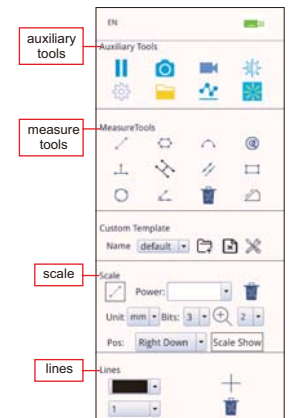 EN
auxiliary
tools
Auxiliary Tools
measure
tools
MeasureTools
Custom Template
Name default
scale
Scale
Power:
Unit mm Bits: 3 2
Pos: Right Down Scale Show
lines
Lines
1